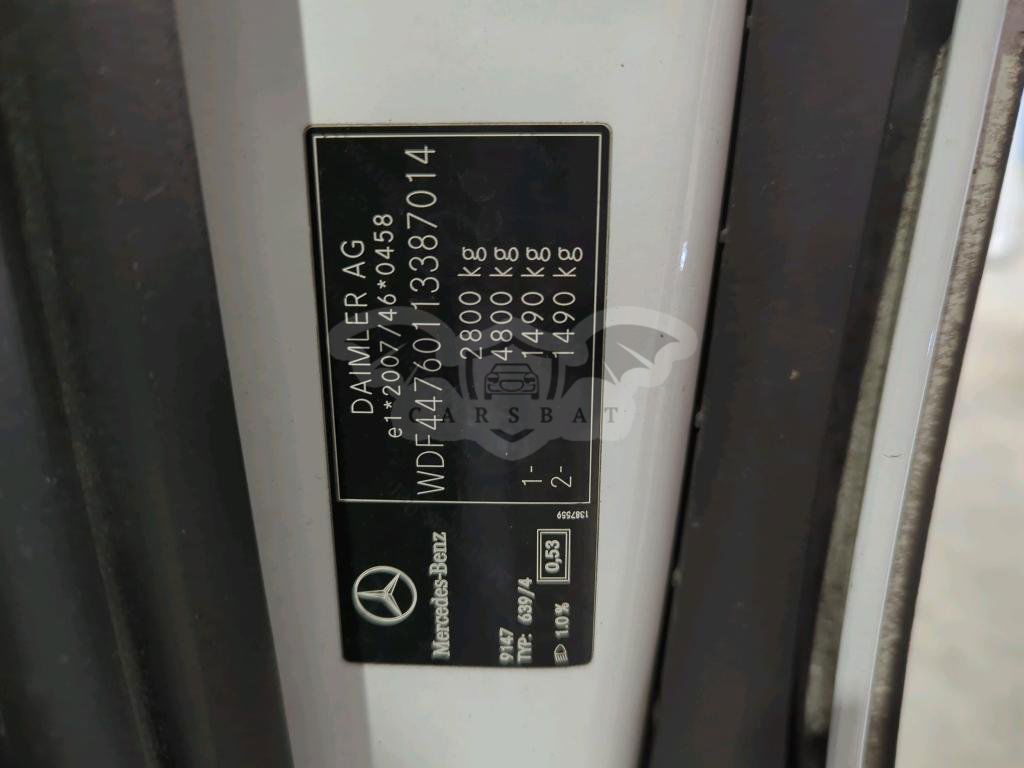 DAIMLER AG
e1*2007/46*0458
WDF44760113387014
2800 kg
4800 kg
1- 1490 kg
2- 1490 kg
1387559
Mercedes-Benz
9147
TYP: 639/4
1.0% 0,53
CARSBAT